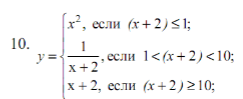 10. y = { x², если (x + 2) ≤ 1;
1/(x + 2), если 1 < (x + 2) < 10;
x + 2, если (x + 2) ≥ 10;